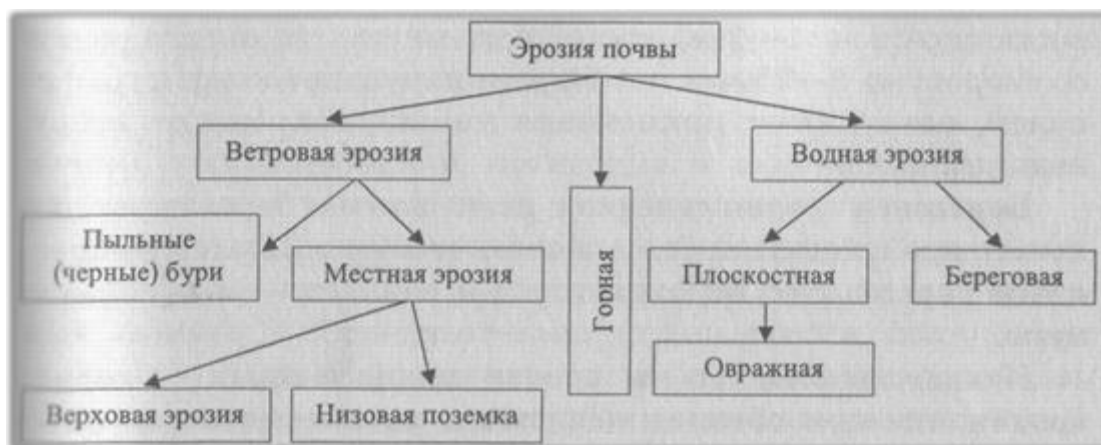 Эрозия почвы
Ветровая эрозия
Водная эрозия
Пыльные
(черные) бури
Местная эрозия
Горная
Плоскостная
Береговая
Овражная
Верховая эрозия
Низовая поземка